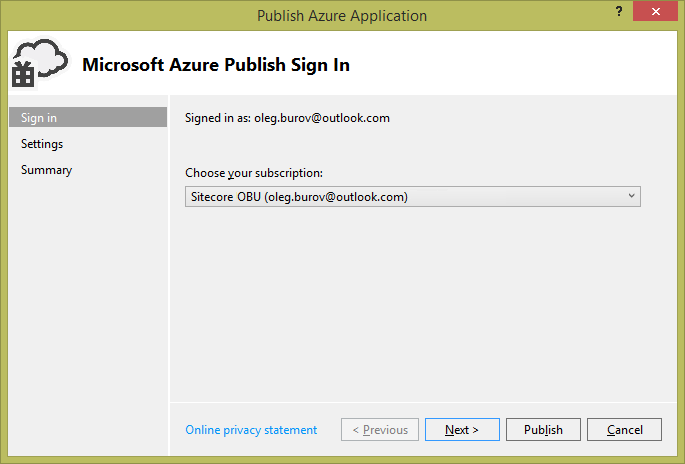 Publish Azure Application
?
Microsoft Azure Publish Sign In
Sign in
Settings
Summary
Signed in as: oleg.burov@outlook.com
Choose your subscription:
Sitecore OBU (oleg.burov@outlook.com)
Online privacy statement
< Previous
Next >
Publish
Cancel